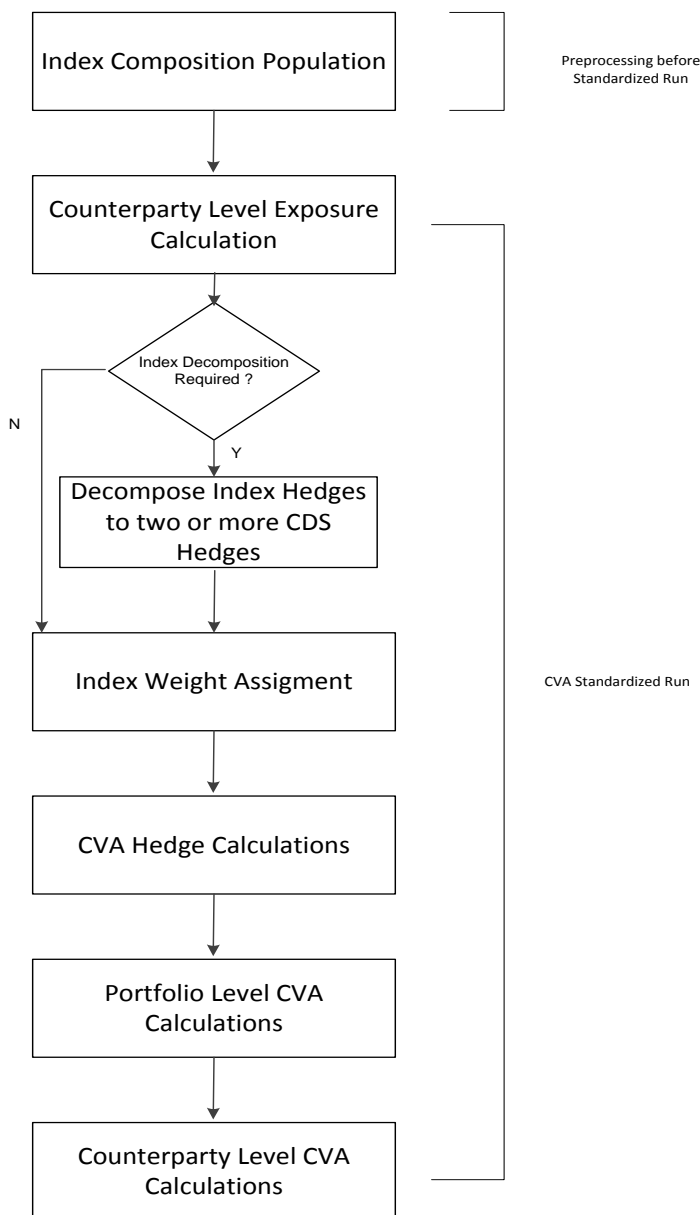 Index Composition Population
Preprocessing before
Standardized Run
Counterparty Level Exposure
Calculation
Index Decomposition
Required ?
N
Y
Decompose Index Hedges
to two or more CDS
Hedges
Index Weight Assigment
CVA Standardized Run
CVA Hedge Calculations
Portfolio Level CVA
Calculations
Counterparty Level CVA
Calculations